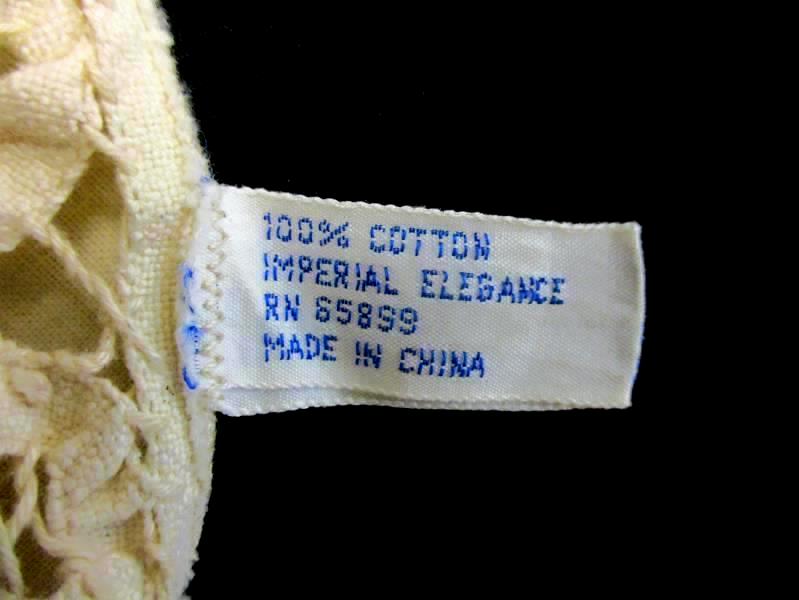 100% COTTON
IMPERIAL ELEGANCE
RN 65899
MADE IN CHINA